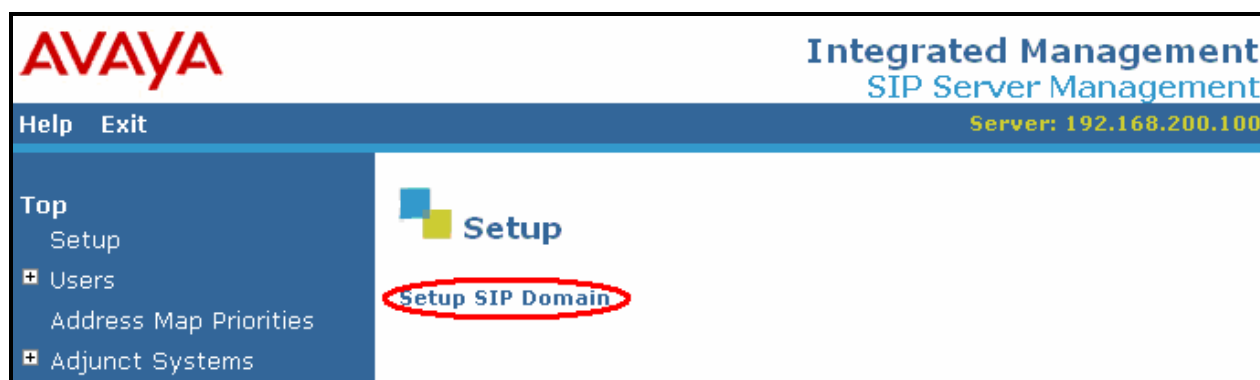 AVAYA
Integrated Management
SIP Server Management
Help Exit
Server: 192.168.200.100
Top
Setup
Users
Address Map Priorities
Adjunct Systems
Setup
Setup SIP Domain